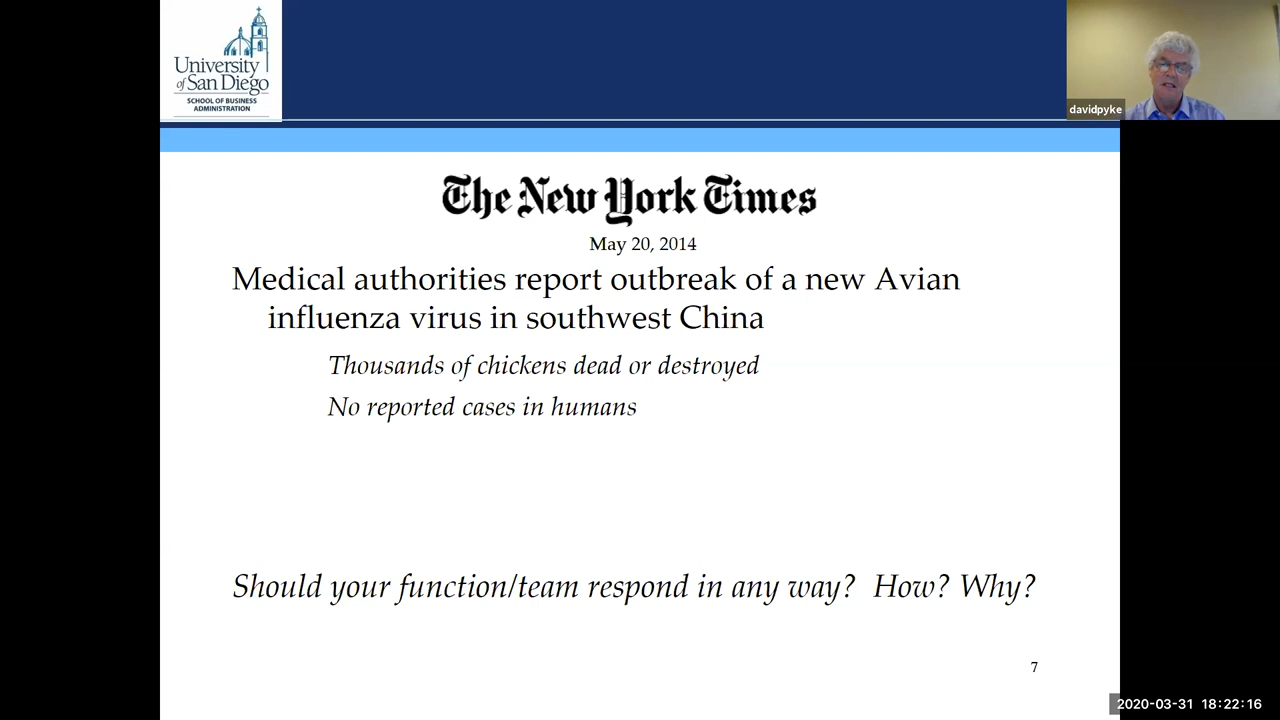 University
of San Diego
SCHOOL OF BUSINESS
ADMINISTRATION
davidpyke
The New York Times
May 20, 2014
Medical authorities report outbreak of a new Avian
influenza virus in southwest China
Thousands of chickens dead or destroyed
No reported cases in humans
Should your function/team respond in any way? How? Why?
7
2020-03-31 18:22:16